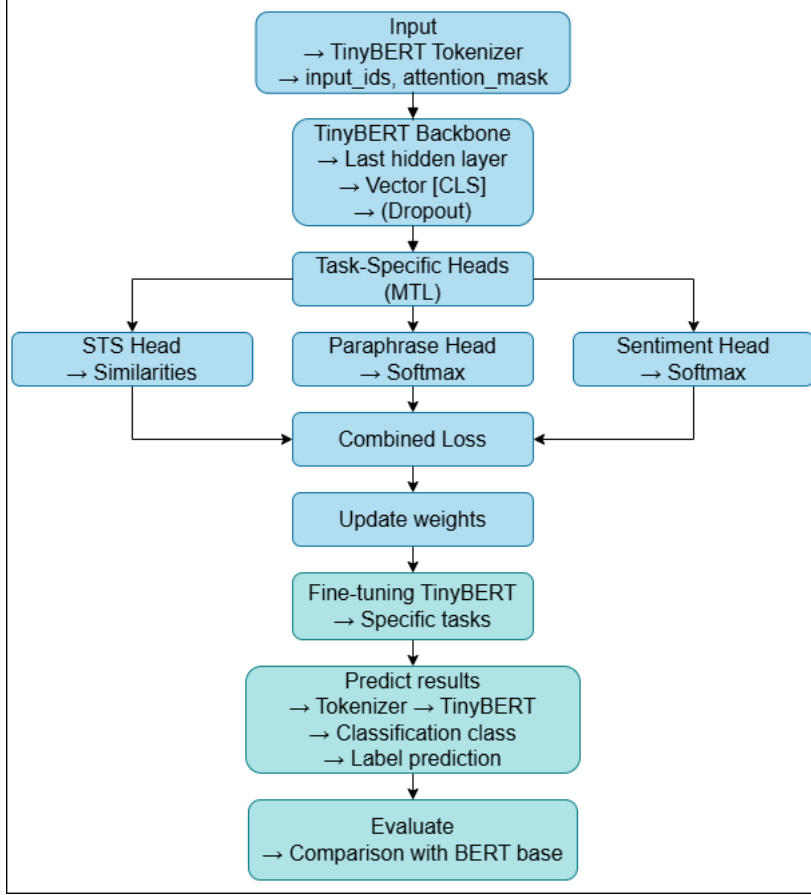 Input
→ TinyBERT Tokenizer
→ input_ids, attention_mask
TinyBERT Backbone
→ Last hidden layer
→ Vector [CLS]
→ (Dropout)
Task-Specific Heads
(MTL)
STS Head
→ Similarities
Paraphrase Head
→ Softmax
Sentiment Head
→ Softmax
Combined Loss
Update weights
Fine-tuning TinyBERT
→ Specific tasks
Predict results
→ Tokenizer → TinyBERT
→ Classification class
→ Label prediction
Evaluate
→ Comparison with BERT base